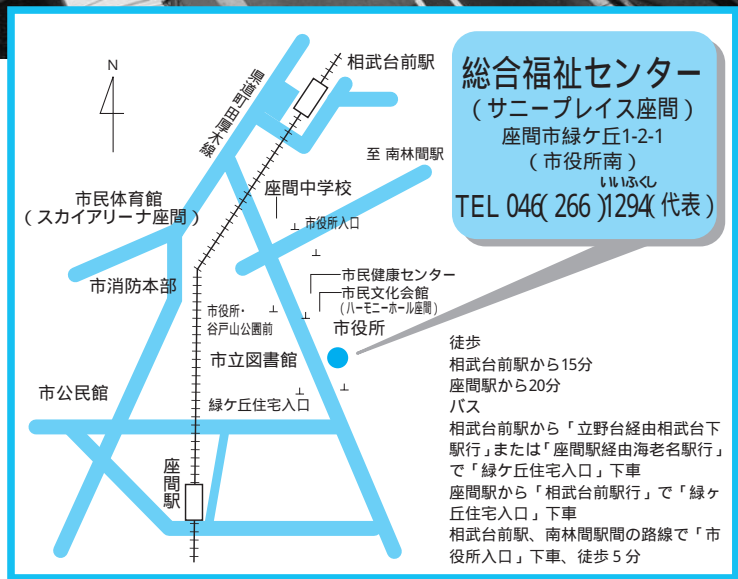 N
相武台前駅
県道町田厚木線
至 南林間駅
座間中学校
市役所入口
市民体育館
(スカイアリーナ座間)
市消防本部
市民健康センター
市民文化会館
(ハーモニーホール座間)
市役所・
谷戸山公園前
市役所
市立図書館
市公民館
緑ケ丘住宅入口
座間駅
総合福祉センター
(サニープレイス座間)
座間市緑ケ丘1-2-1
(市役所南)
いいふくし
TEL 046(266)1294(代表)
徒歩
相武台前駅から15分
座間駅から20分
バス
相武台前駅から「立野台経由相武台下
駅行」または「座間駅経由海老名駅行」
で「緑ケ丘住宅入口」下車
座間駅から「相武台前駅行」で「緑ヶ
丘住宅入口」下車
相武台前駅、南林間駅間の路線で「市
役所入口」下車、徒歩5分